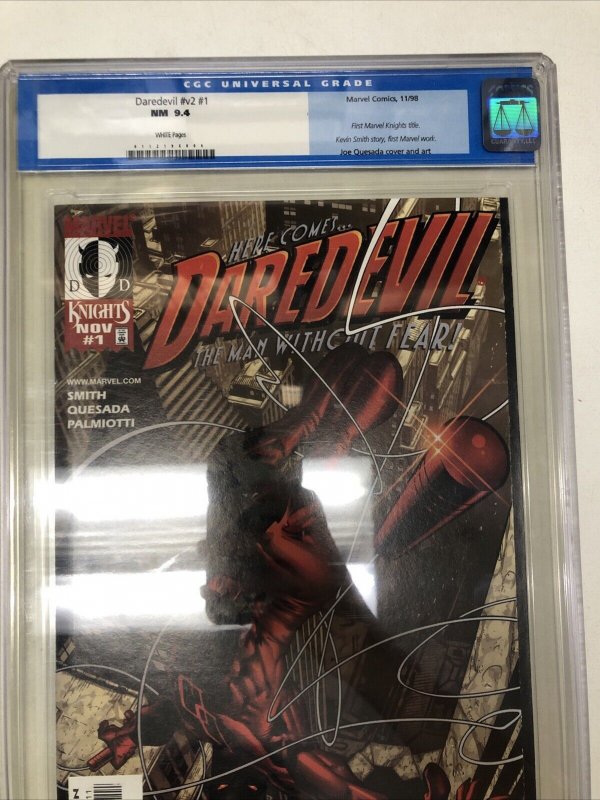 CGC UNIVERSAL GRADE
Daredevil #v2 #1
NM 9.4
WHITE Pages
Marvel Comics, 11/98
First Marvel Knights title.
Kevin Smith story, first Marvel work.
Joe Quesada cover and art
MARVEL
D D
KNIGHTS
NOV
#1
...HERE COMES...
DAREDEVIL
THE MAN WITHOUT FEAR!
WWW.MARVEL.COM
SMITH
QUESADA
PALMIOTTI